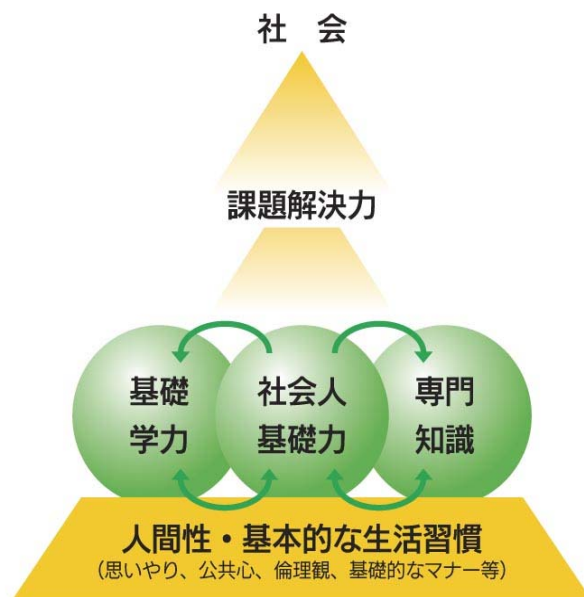 社　会
課題解決力
基礎
学力
社会人
基礎力
専門
知識
人間性・基本的な生活習慣
（思いやり、公共心、倫理観、基礎的なマナー等）